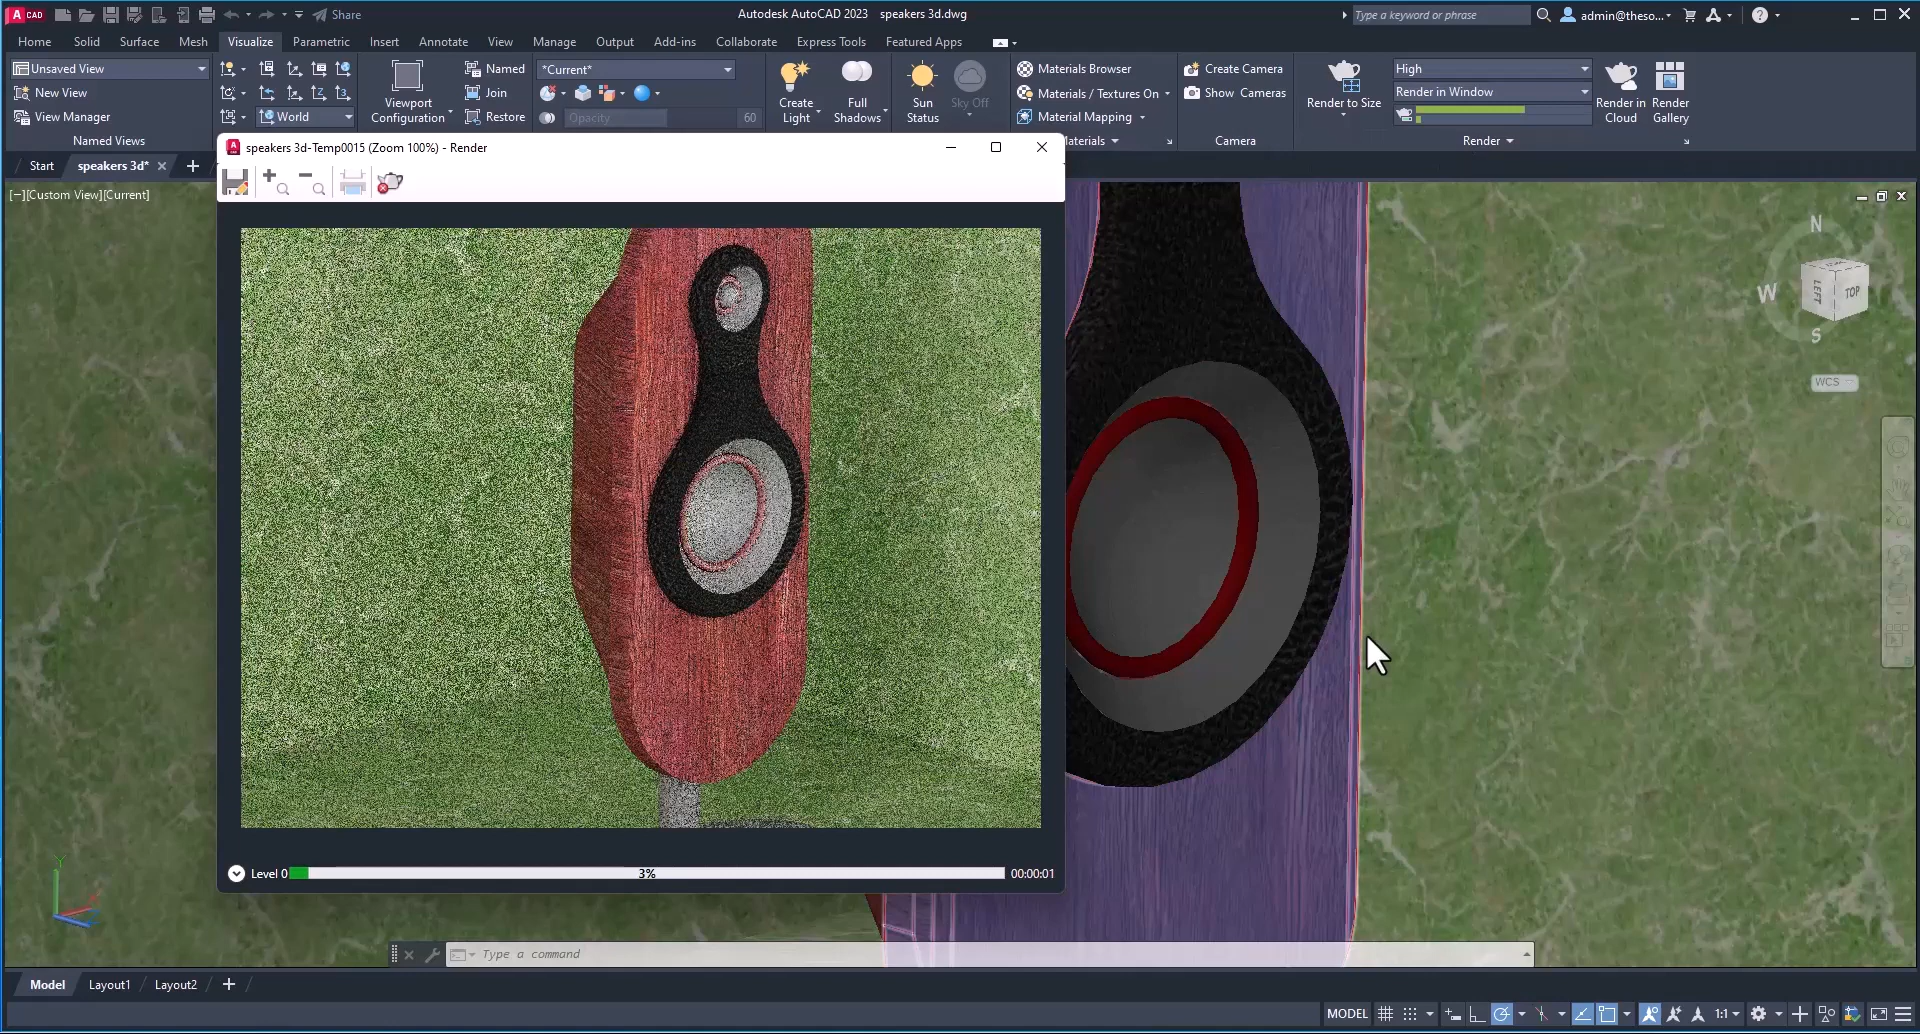 A CAD
Share
Autodesk AutoCAD 2023 speakers 3d.dwg
Type a keyword or phrase
admin@theso...
Home Solid Surface Mesh Visualize Parametric Insert Annotate View Manage Output Add-ins Collaborate Express Tools Featured Apps
Unsaved View
New View
View Manager
Named Views
World
Viewport
Configuration
Named
Join
Restore
*Current*
Opacity 60
Create
Light
Full
Shadows
Sun
Status
Sky Off
Materials Browser
Materials / Textures On
Material Mapping
aterials
Create Camera
Show Cameras
Camera
Render to Size
High
Render in Window
Render in
Cloud
Render
Gallery
Render
Start speakers 3d*
[−][Custom View][Current]
speakers 3d-Temp0015 (Zoom 100%) - Render
N
W
S
LEFT
TOP
WCS
Level 0 3% 00:00:01
Y
Type a command
Model Layout1 Layout2
MODEL 1:1